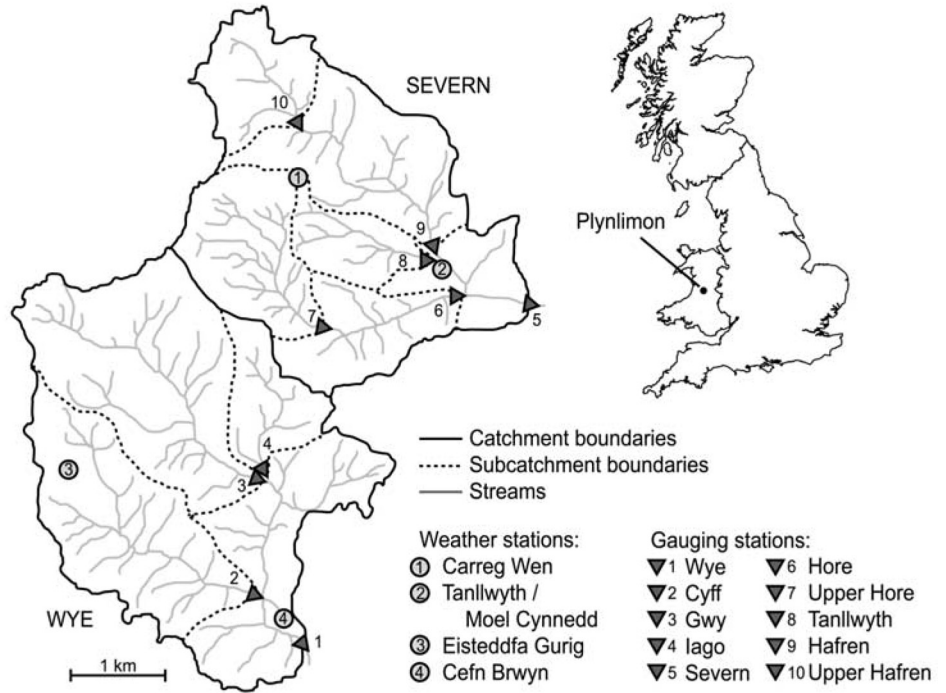 SEVERN
10
1
9
8
2
7
6
5
Plynlimon
4
3
3
2
4
1
WYE
1 km
Catchment boundaries
Subcatchment boundaries
Streams
Weather stations:
1 Carreg Wen
2 Tanllwyth /
Moel Cynnedd
3 Eisteddfa Gurig
4 Cefn Brwyn
Gauging stations:
1 Wye
2 Cyff
3 Gwy
4 Iago
5 Severn
6 Hore
7 Upper Hore
8 Tanllwyth
9 Hafren
10 Upper Hafren